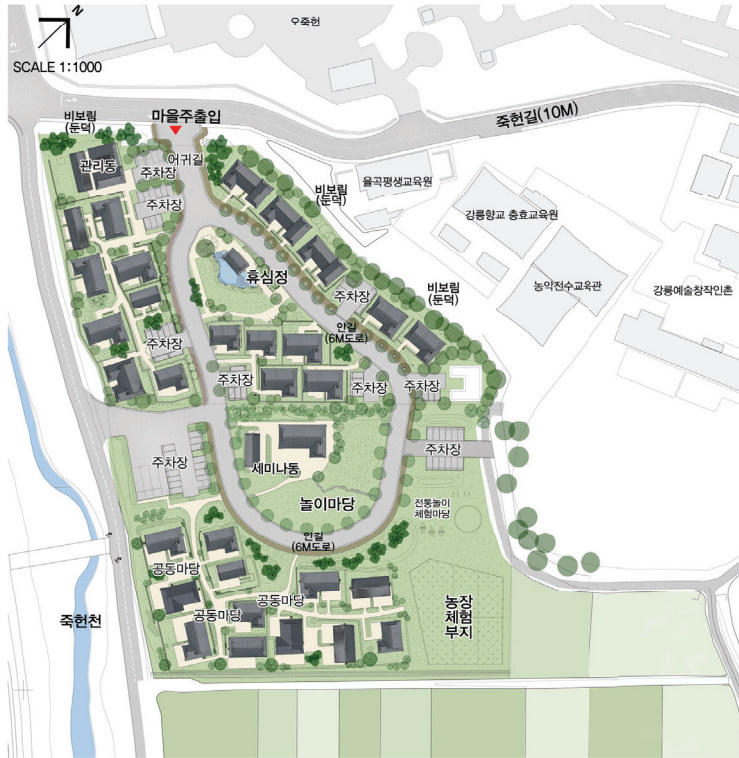 N
SCALE 1:1000
오죽헌
죽헌길(10M)
마을주출입
비보림
(둔덕)
어귀길
관리동
주차장
주차장
율곡평생교육원
비보림
(둔덕)
강릉향교 충효교육원
농악전수교육관
강릉예술창작인촌
휴심정
주차장
비보림
(둔덕)
안길
(6M도로)
주차장
주차장
주차장
주차장
주차장
주차장
세미나동
놀이마당
전통놀이
체험마당
안길
(6M도로)
공동마당
공동마당
공동마당
농장
체험
부지
죽헌천